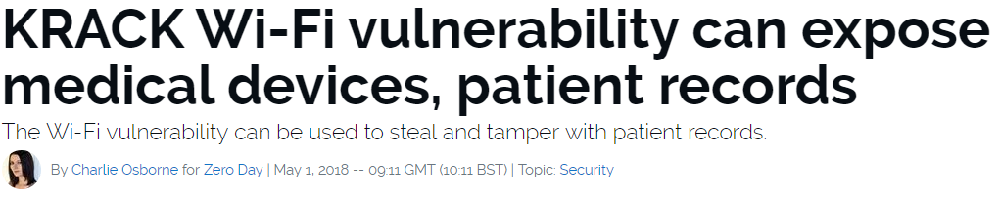 KRACK Wi-Fi vulnerability can expose
medical devices, patient records
The Wi-Fi vulnerability can be used to steal and tamper with patient records.
By Charlie Osborne for Zero Day | May 1, 2018 -- 09:11 GMT (10:11 BST) | Topic: Security